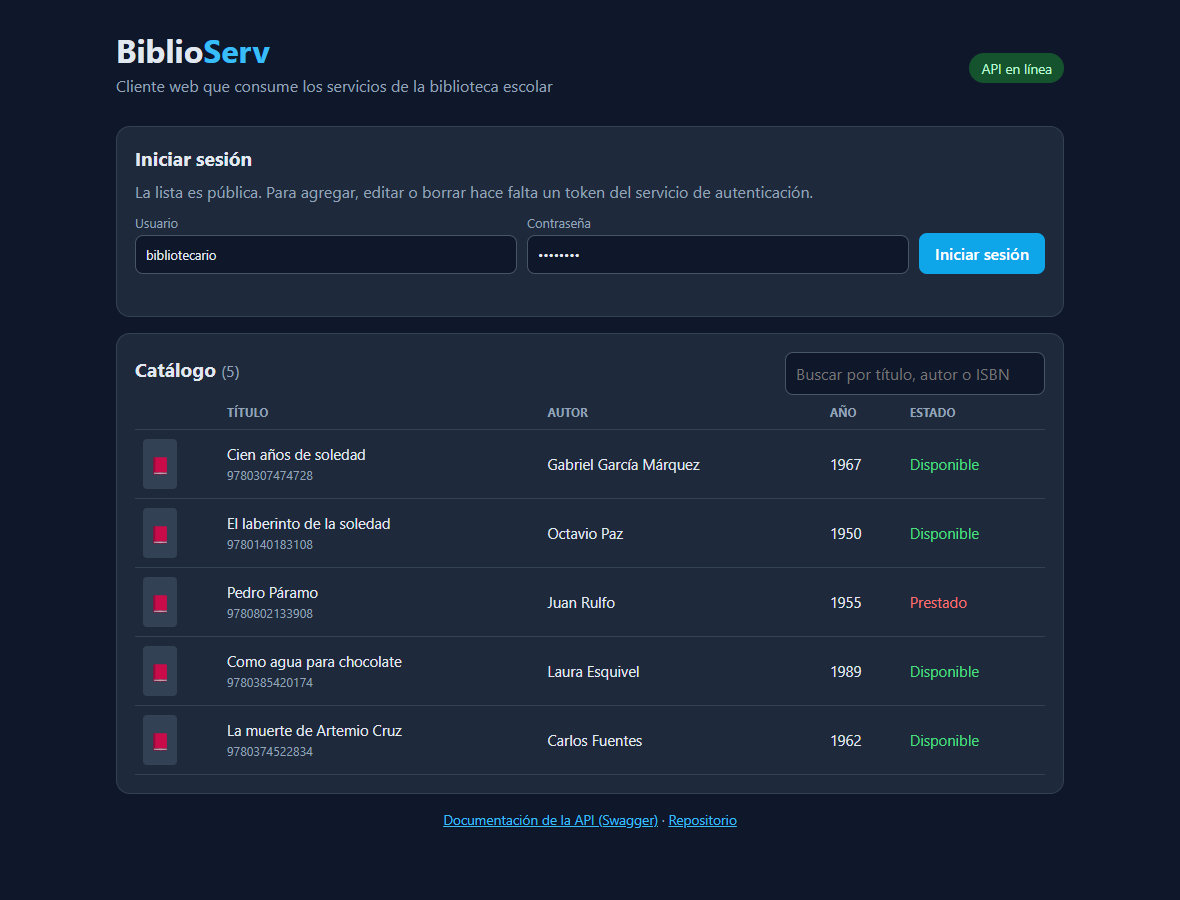 BiblioServ
Cliente web que consume los servicios de la biblioteca escolar
API en línea
Iniciar sesión
La lista es pública. Para agregar, editar o borrar hace falta un token del servicio de autenticación.
Usuario
Contraseña
bibliotecario
••••••••
Iniciar sesión
Catálogo (5)
Buscar por título, autor o ISBN
TÍTULO AUTOR AÑO ESTADO
Cien años de soledad
9780307474728
Gabriel García Márquez 1967 Disponible
El laberinto de la soledad
9780140183108
Octavio Paz 1950 Disponible
Pedro Páramo
9780802133908
Juan Rulfo 1955 Prestado
Como agua para chocolate
9780385420174
Laura Esquivel 1989 Disponible
La muerte de Artemio Cruz
9780374522834
Carlos Fuentes 1962 Disponible
Documentación de la API (Swagger) · Repositorio